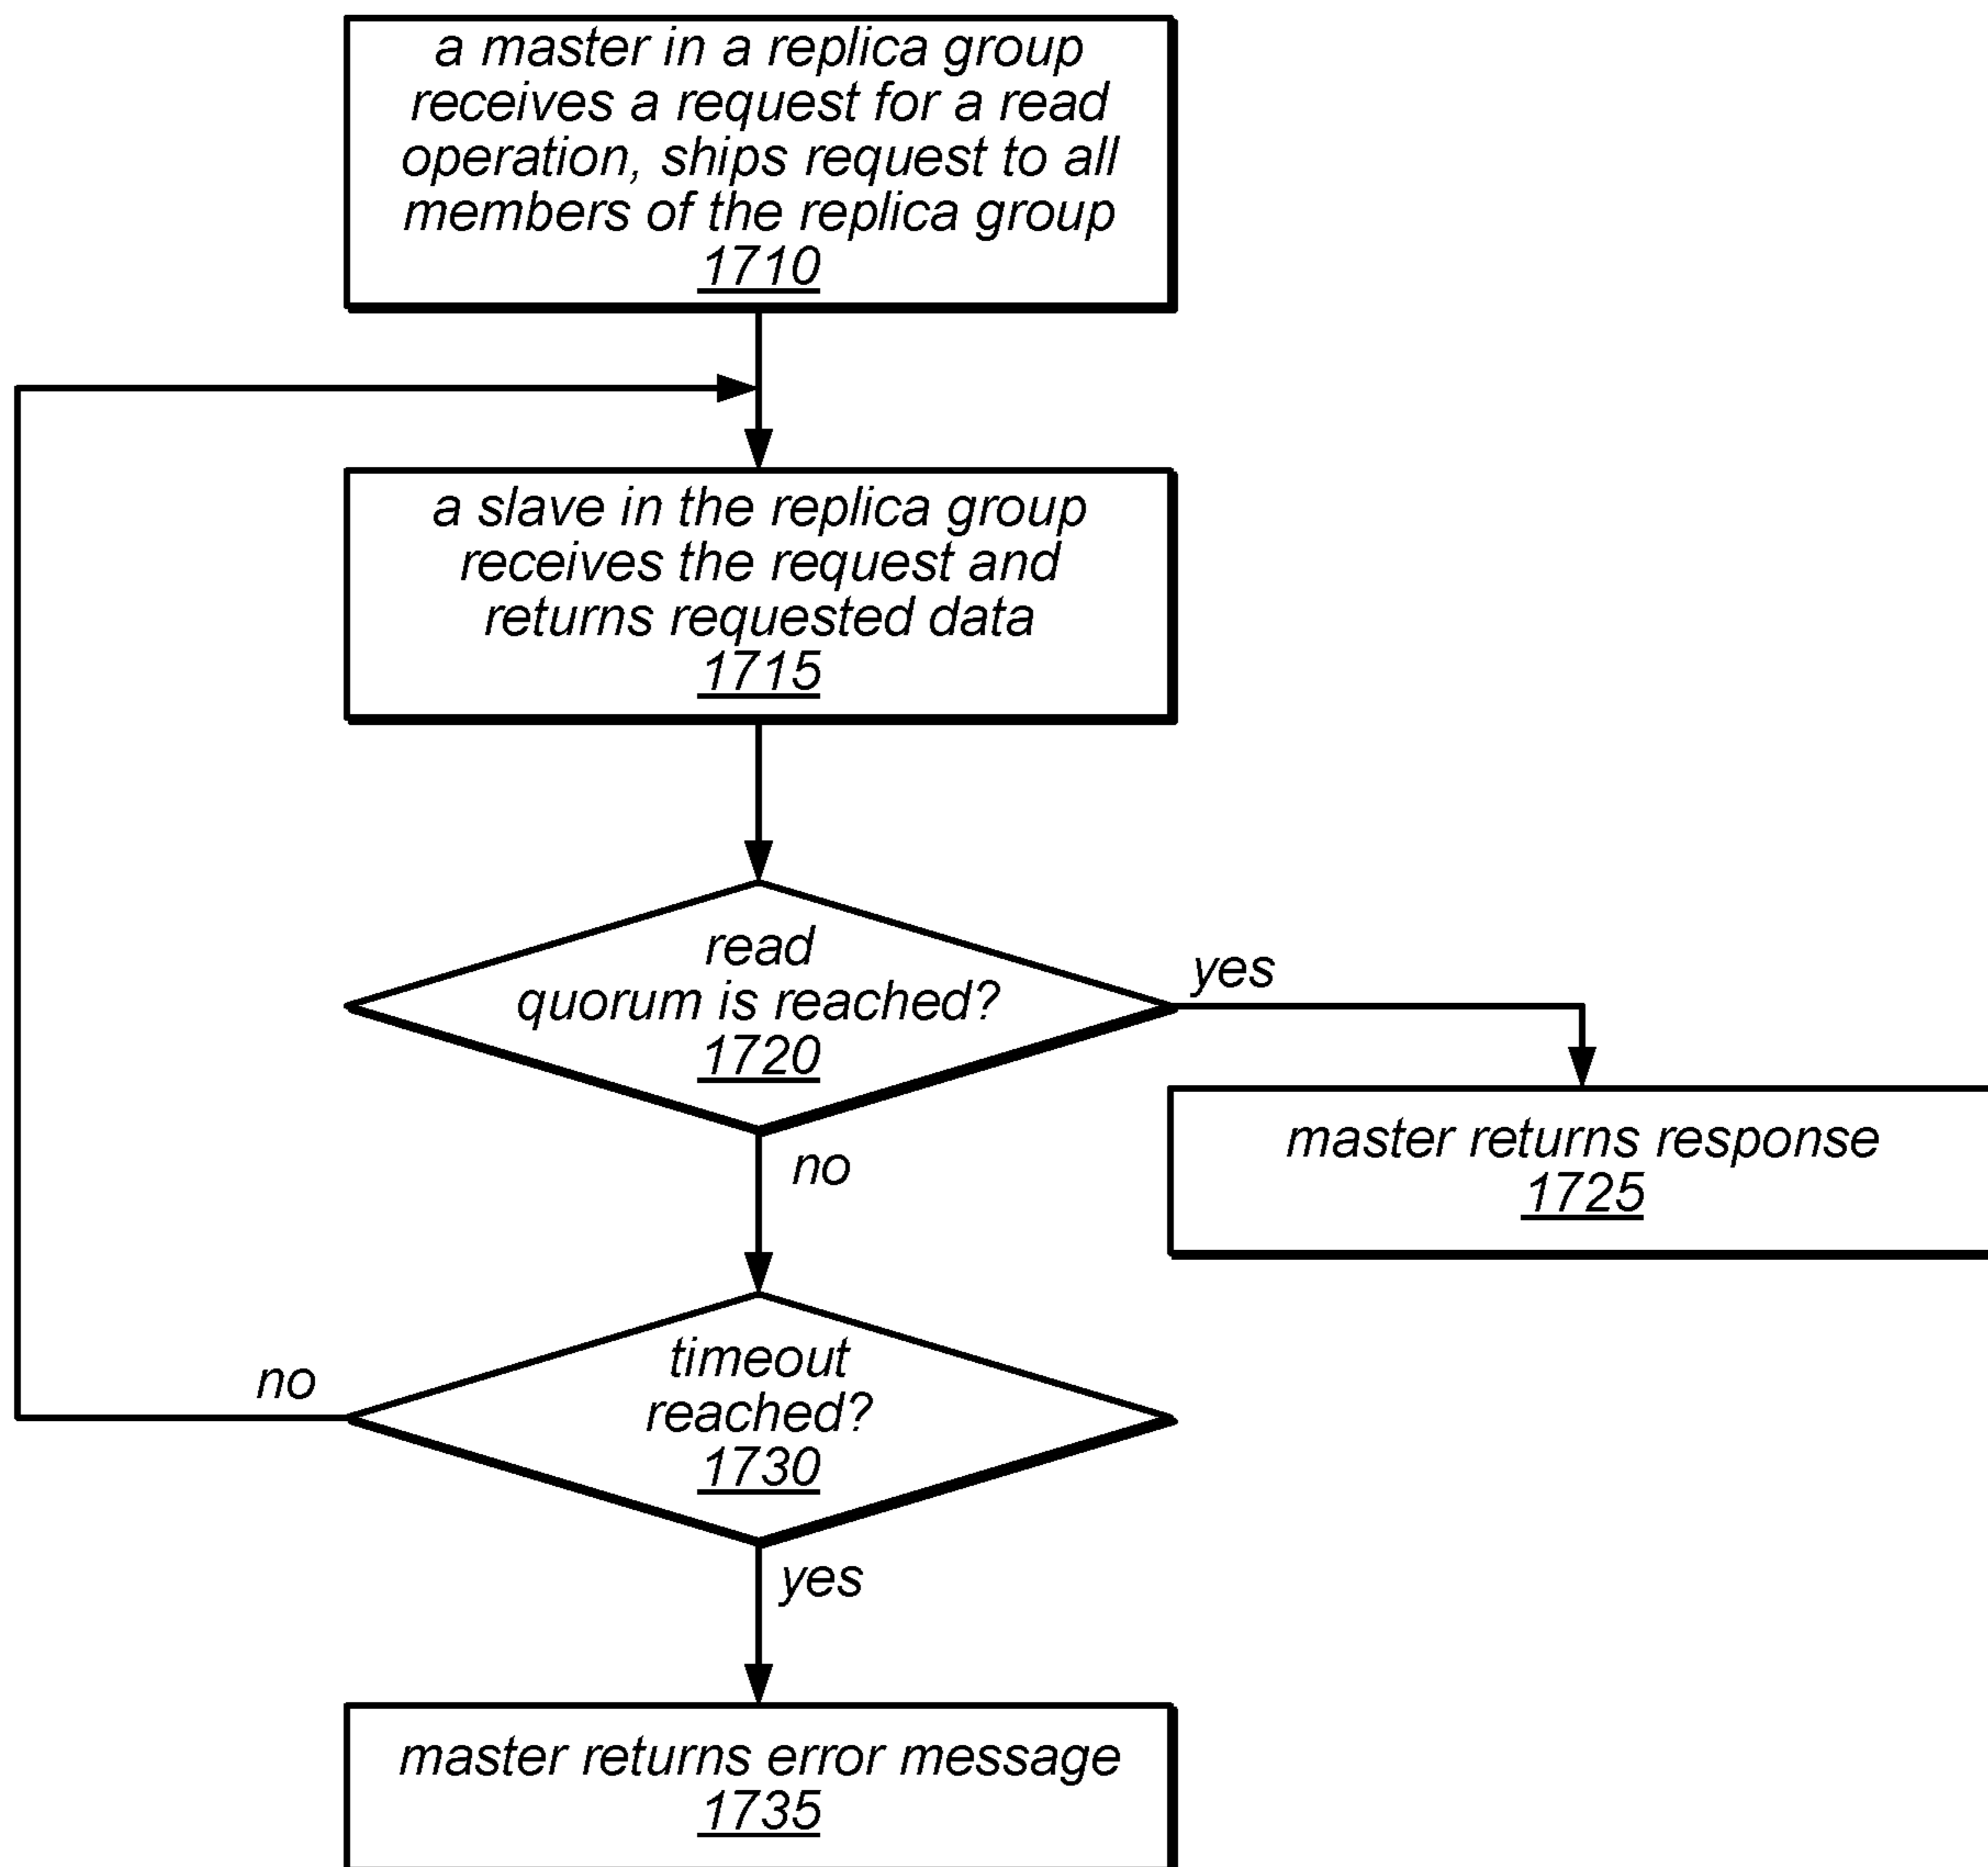 a master in a replica group
receives a request for a read
operation, ships request to all
members of the replica group
1710
a slave in the replica group
receives the request and
returns requested data
1715
read
quorum is reached?
1720
yes
master returns response
1725
no
timeout
reached?
1730
no
yes
master returns error message
1735